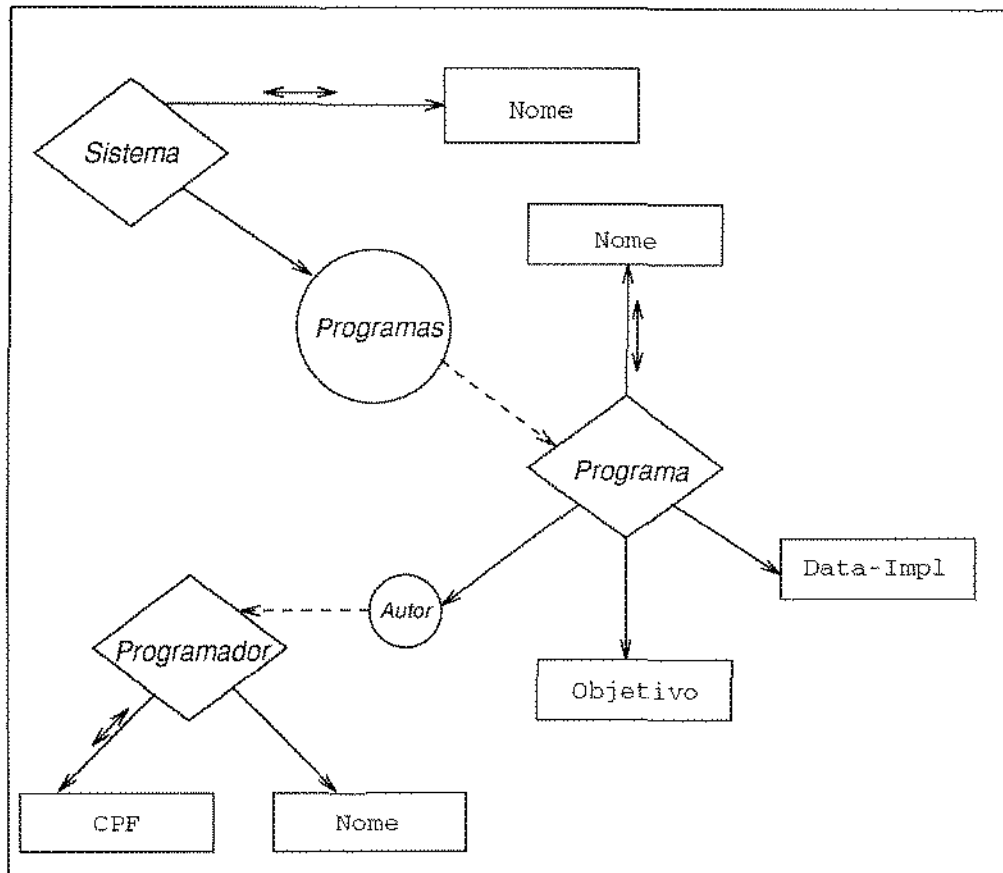 Nome
Sistema
Nome
Programas
Programa
Data-Impl
Autor
Programador
Objetivo
CPF
Nome